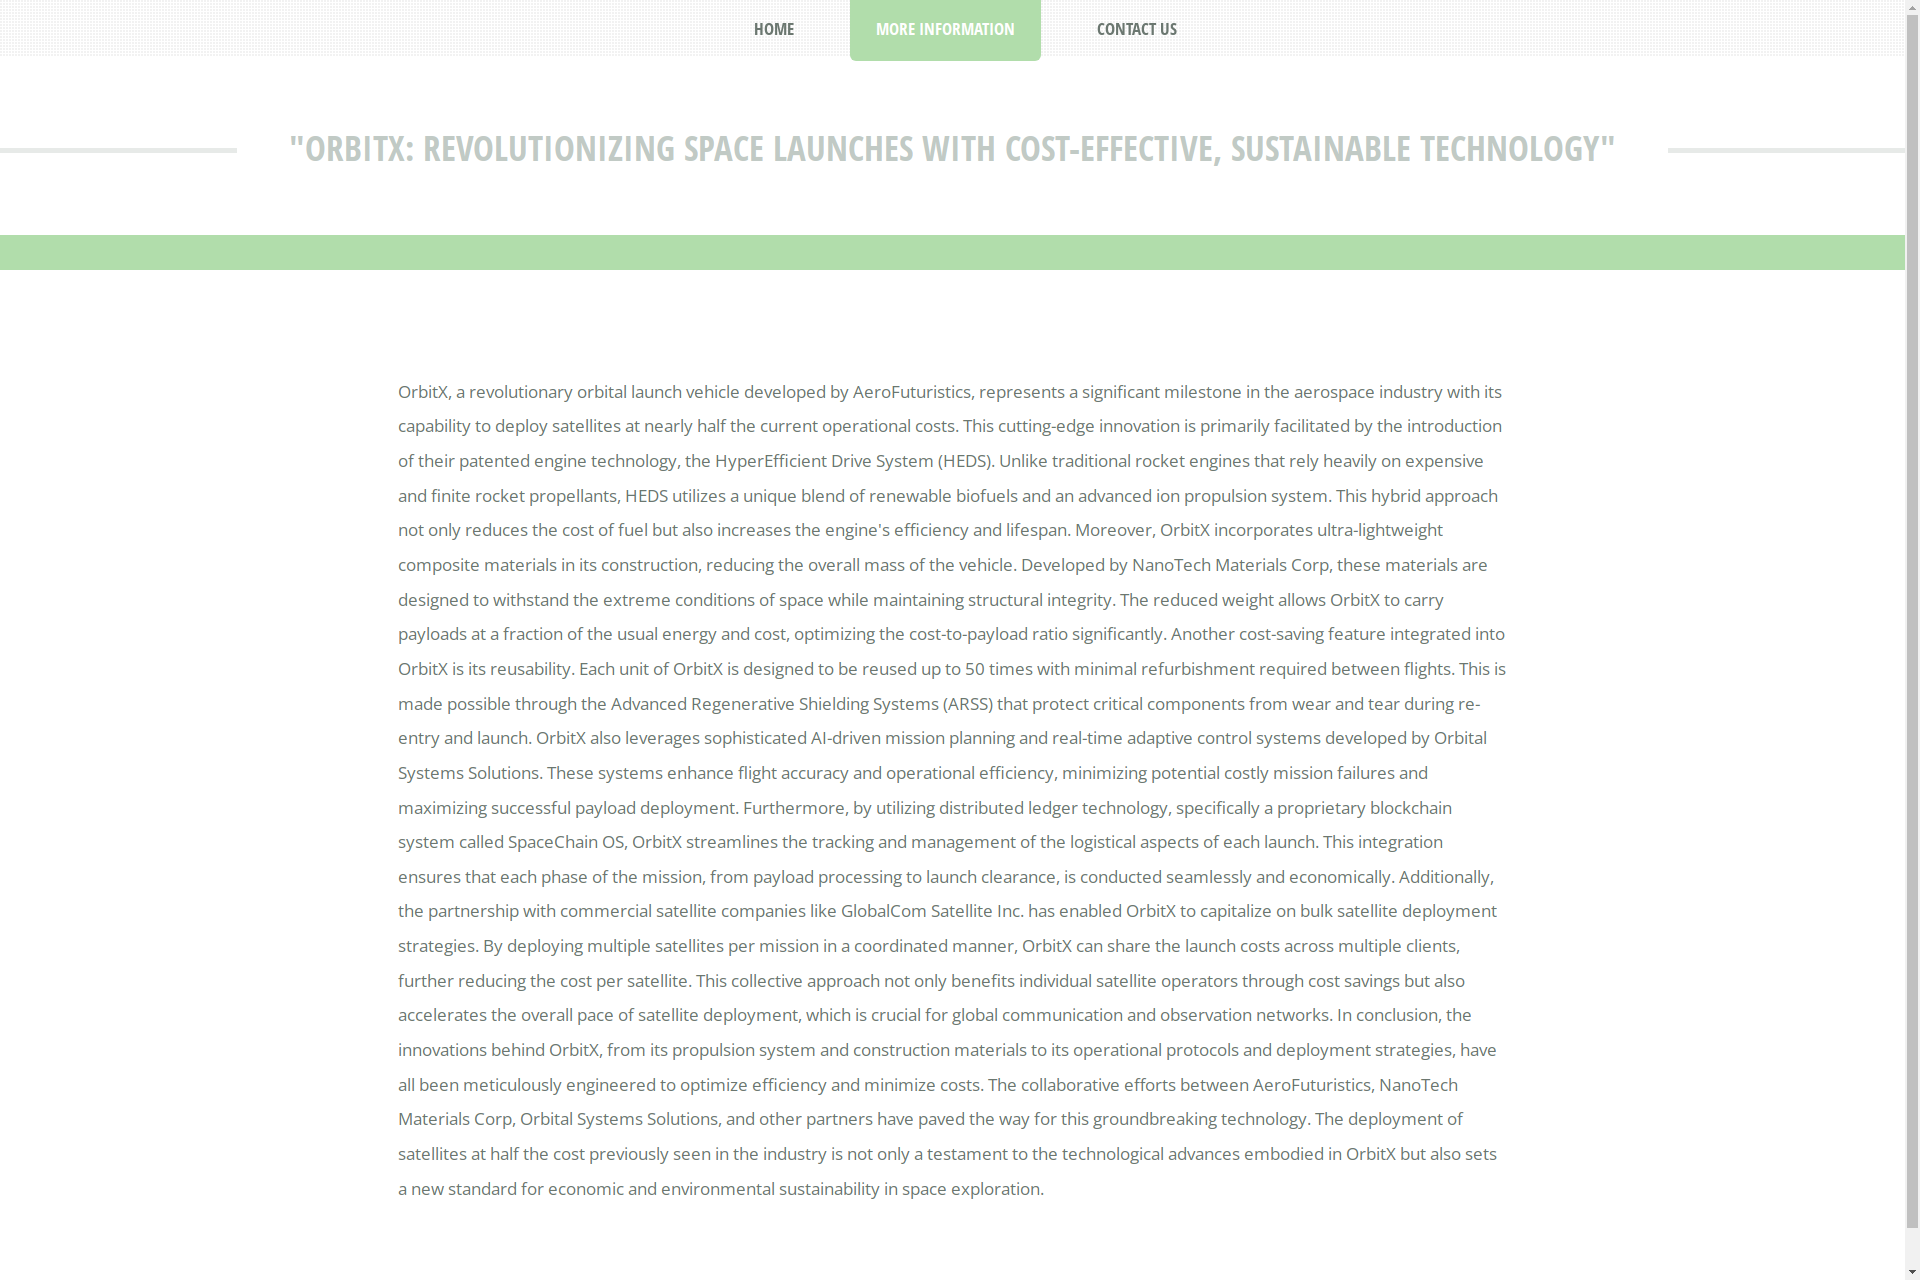 HOME
MORE INFORMATION
CONTACT US
"ORBITX: REVOLUTIONIZING SPACE LAUNCHES WITH COST-EFFECTIVE, SUSTAINABLE TECHNOLOGY"
OrbitX, a revolutionary orbital launch vehicle developed by AeroFuturistics, represents a significant milestone in the aerospace industry with its
capability to deploy satellites at nearly half the current operational costs. This cutting-edge innovation is primarily facilitated by the introduction
of their patented engine technology, the HyperEfficient Drive System (HEDS). Unlike traditional rocket engines that rely heavily on expensive
and finite rocket propellants, HEDS utilizes a unique blend of renewable biofuels and an advanced ion propulsion system. This hybrid approach
not only reduces the cost of fuel but also increases the engine's efficiency and lifespan. Moreover, OrbitX incorporates ultra-lightweight
composite materials in its construction, reducing the overall mass of the vehicle. Developed by NanoTech Materials Corp, these materials are
designed to withstand the extreme conditions of space while maintaining structural integrity. The reduced weight allows OrbitX to carry
payloads at a fraction of the usual energy and cost, optimizing the cost-to-payload ratio significantly. Another cost-saving feature integrated into
OrbitX is its reusability. Each unit of OrbitX is designed to be reused up to 50 times with minimal refurbishment required between flights. This is
made possible through the Advanced Regenerative Shielding Systems (ARSS) that protect critical components from wear and tear during re-
entry and launch. OrbitX also leverages sophisticated AI-driven mission planning and real-time adaptive control systems developed by Orbital
Systems Solutions. These systems enhance flight accuracy and operational efficiency, minimizing potential costly mission failures and
maximizing successful payload deployment. Furthermore, by utilizing distributed ledger technology, specifically a proprietary blockchain
system called SpaceChain OS, OrbitX streamlines the tracking and management of the logistical aspects of each launch. This integration
ensures that each phase of the mission, from payload processing to launch clearance, is conducted seamlessly and economically. Additionally,
the partnership with commercial satellite companies like GlobalCom Satellite Inc. has enabled OrbitX to capitalize on bulk satellite deployment
strategies. By deploying multiple satellites per mission in a coordinated manner, OrbitX can share the launch costs across multiple clients,
further reducing the cost per satellite. This collective approach not only benefits individual satellite operators through cost savings but also
accelerates the overall pace of satellite deployment, which is crucial for global communication and observation networks. In conclusion, the
innovations behind OrbitX, from its propulsion system and construction materials to its operational protocols and deployment strategies, have
all been meticulously engineered to optimize efficiency and minimize costs. The collaborative efforts between AeroFuturistics, NanoTech
Materials Corp, Orbital Systems Solutions, and other partners have paved the way for this groundbreaking technology. The deployment of
satellites at half the cost previously seen in the industry is not only a testament to the technological advances embodied in OrbitX but also sets
a new standard for economic and environmental sustainability in space exploration.